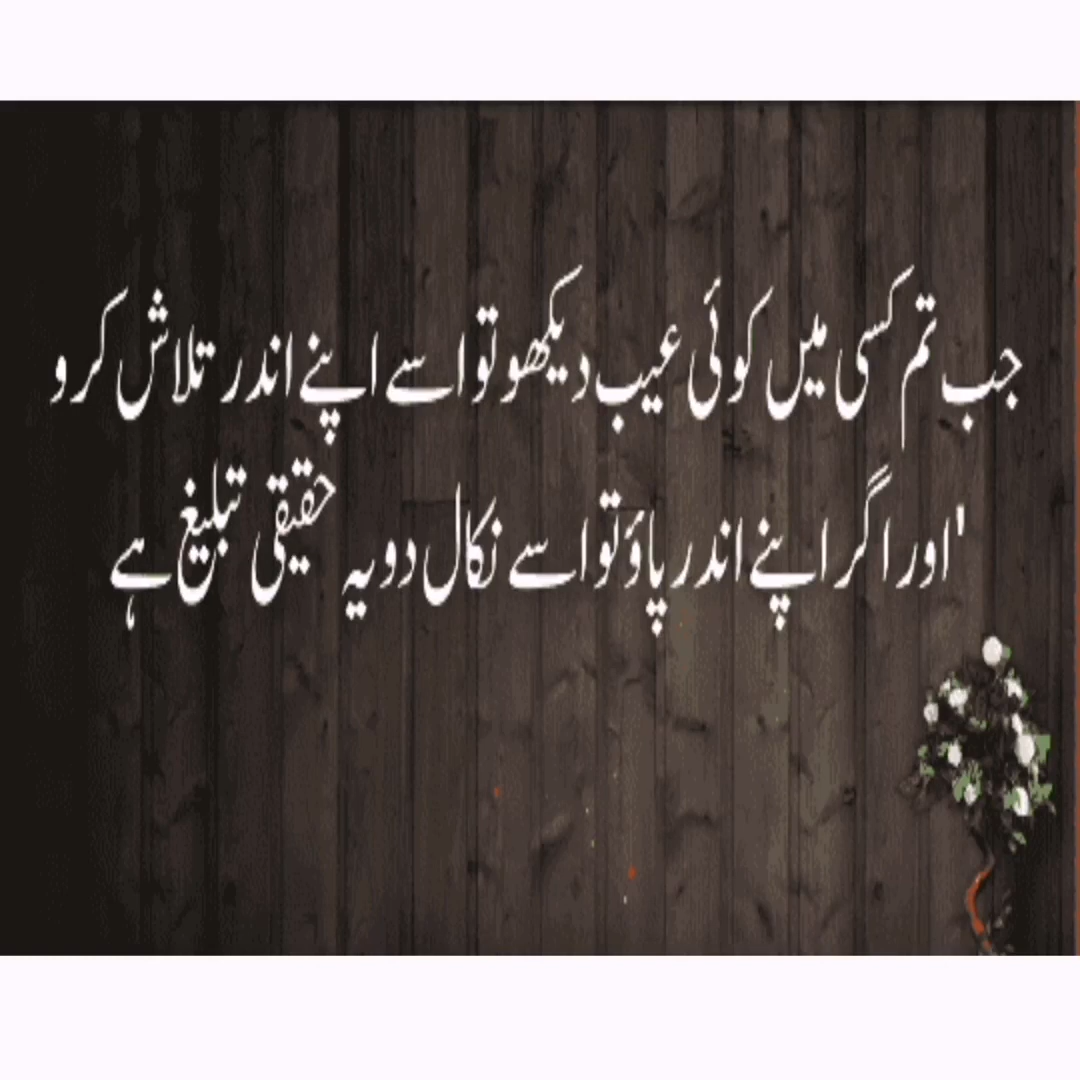 جب تم کسی میں کوئی عیب دیکھو تو اسے اپنے اندر تلاش کرو
'اور اگر اپنے اندر پاؤ تو اسے نکال دو یہ حقیقی تبلیغ ہے